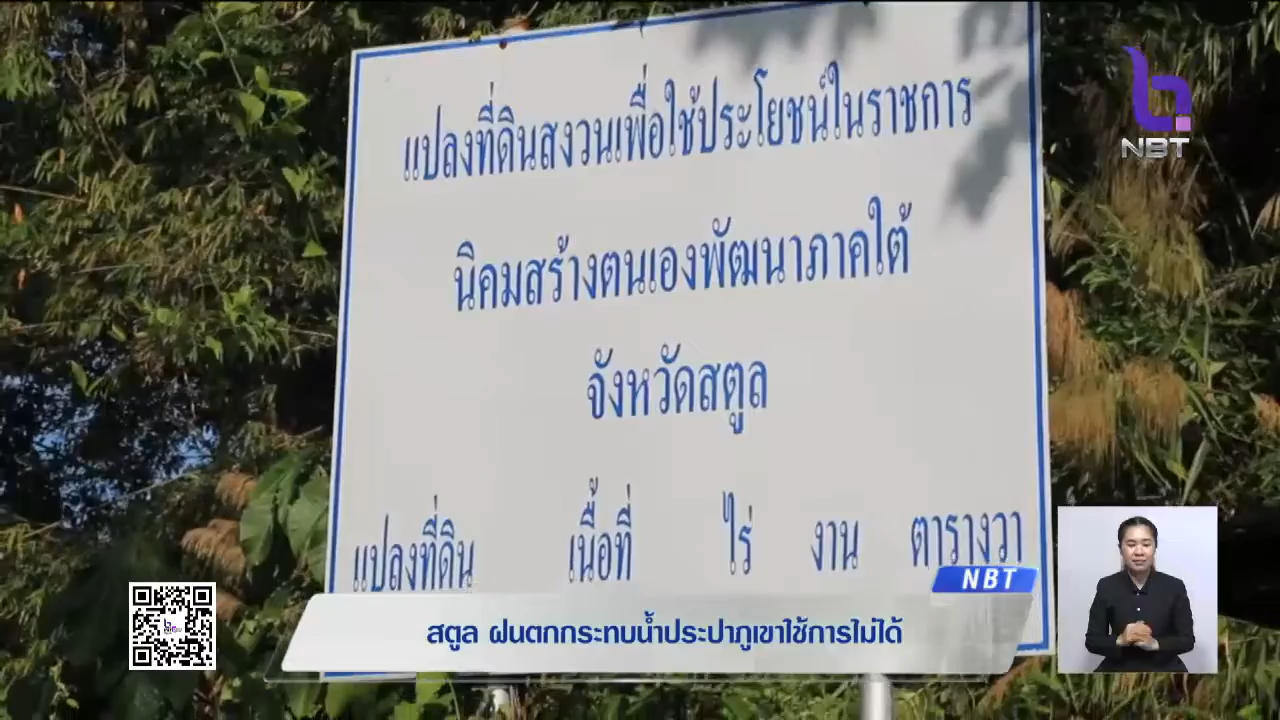 แปลงที่ดินสงวนเพื่อใช้ประโยชน์ในราชการ
นิคมสร้างตนเองพัฒนาภาคใต้
จังหวัดสตูล
แปลงที่ดิน เนื้อที่ ไร่ งาน ตารางวา
NBT
NBT
สตูล ฝนตกกระทบน้ำประปาภูเขาใช้การไม่ได้